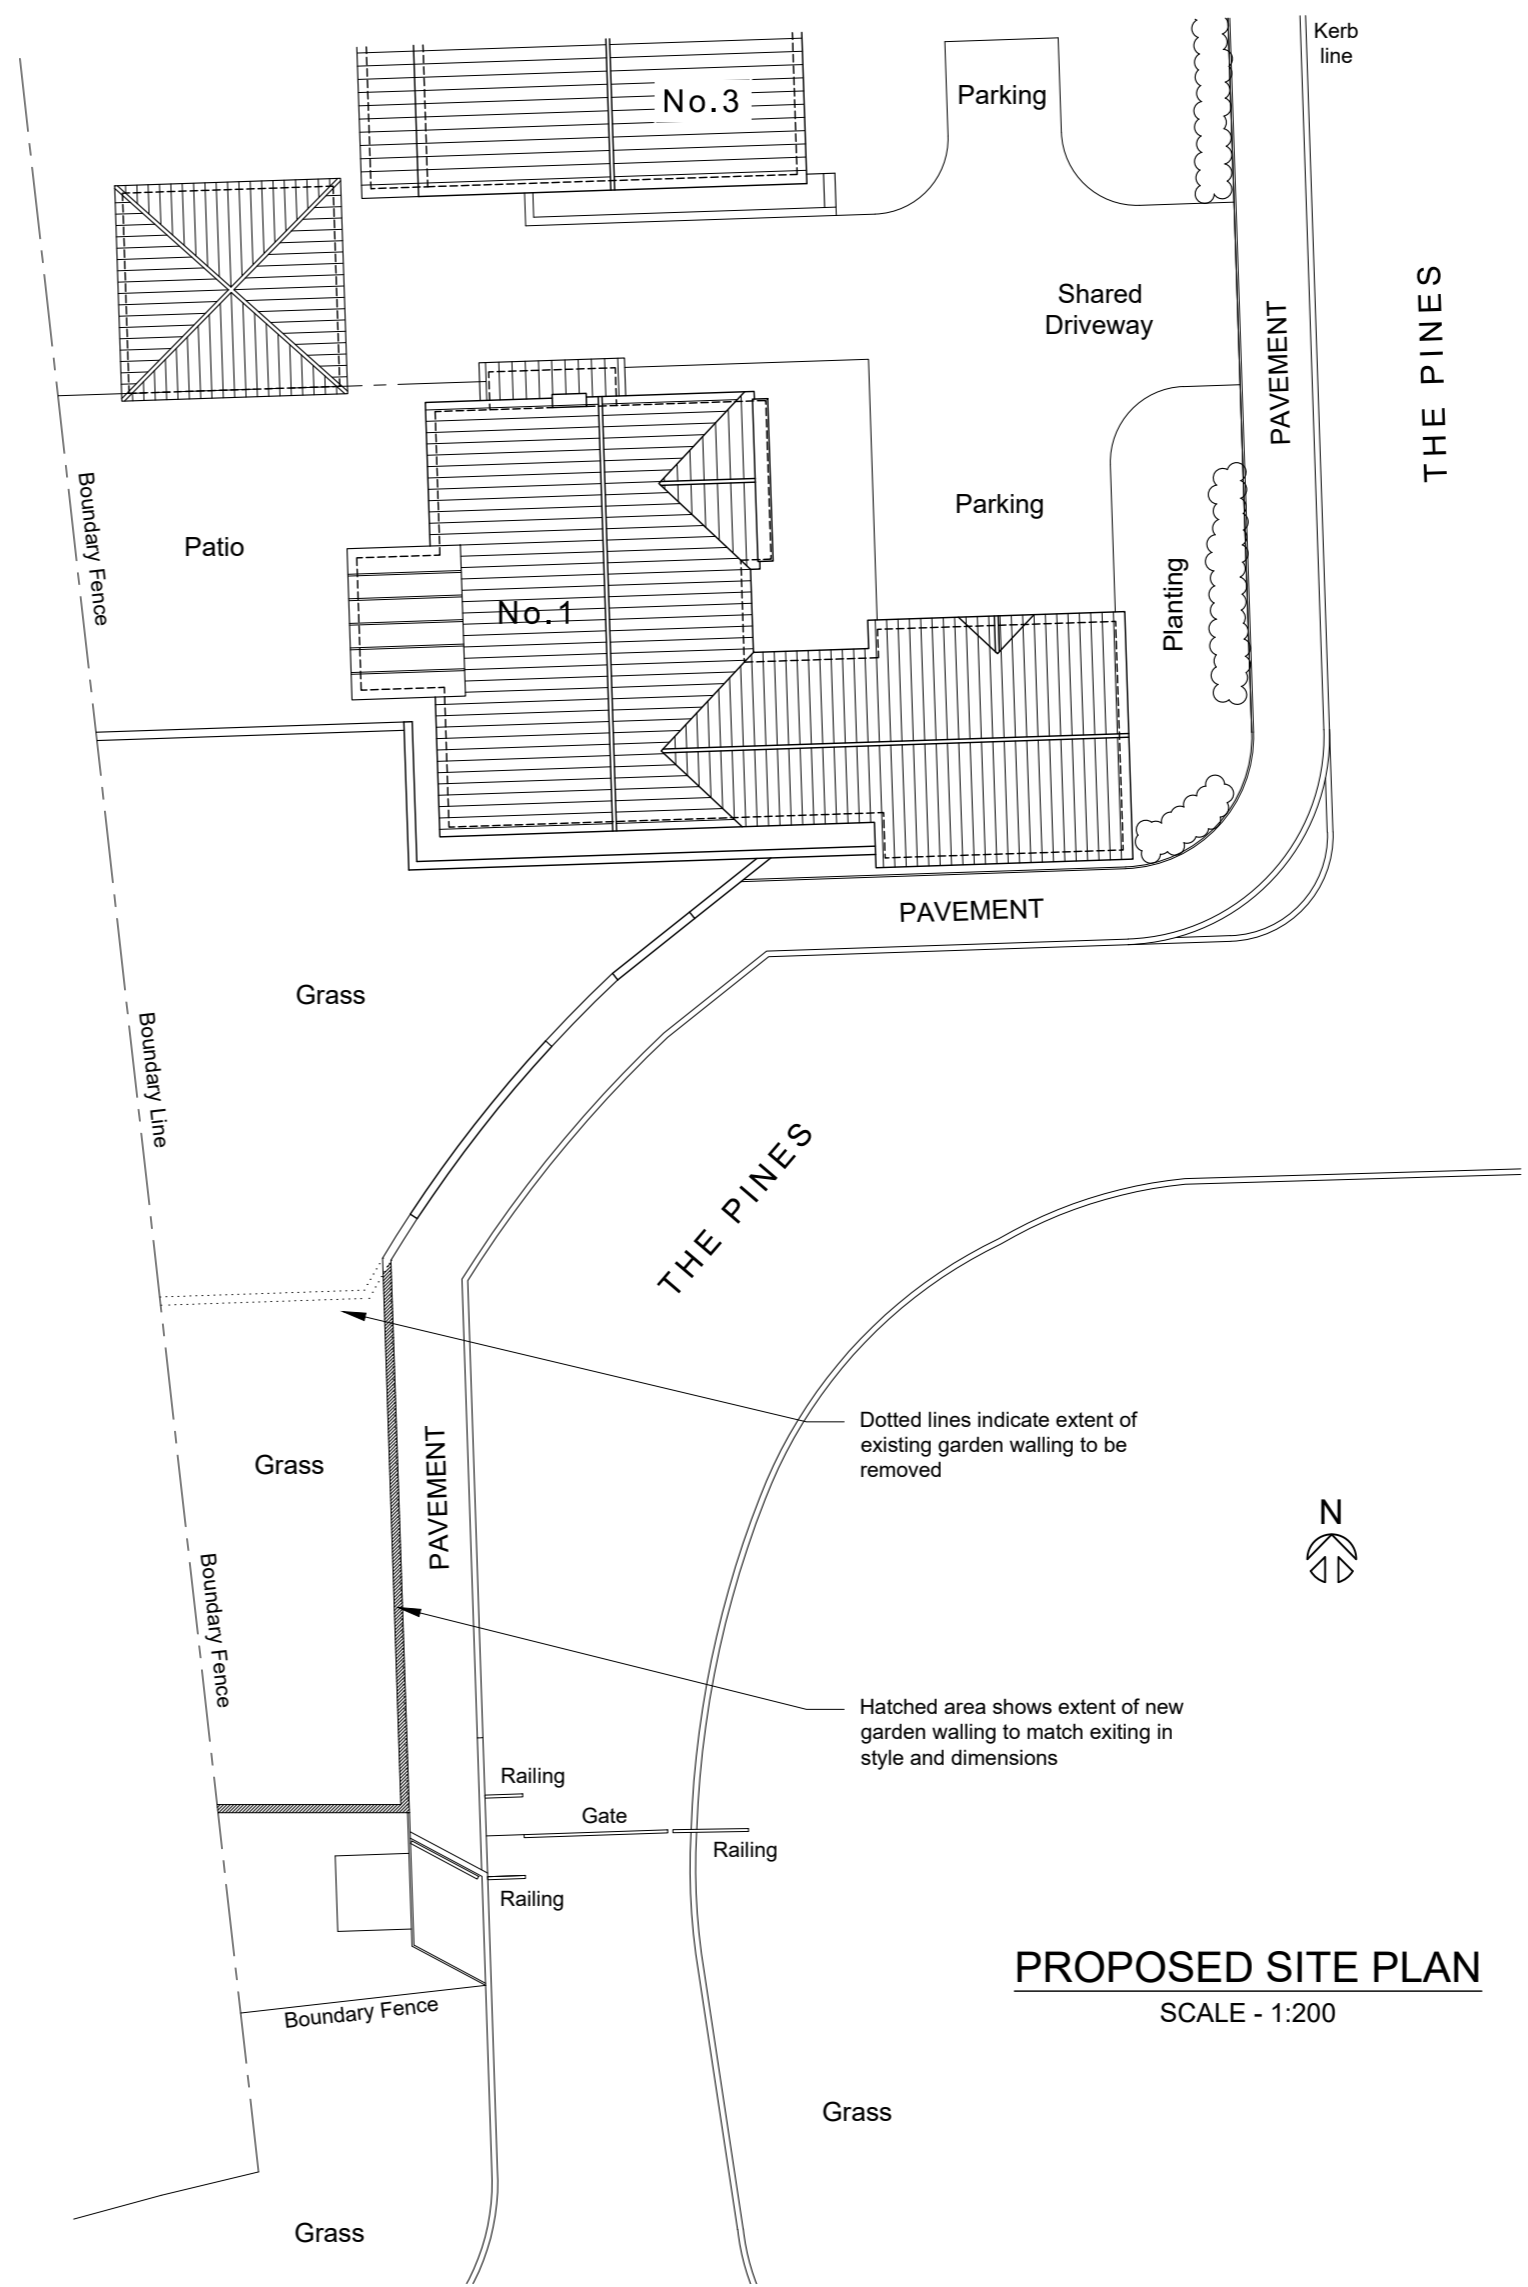 Kerb
line
No.3
Parking
THE PINES
Shared
Driveway
PAVEMENT
Boundary Fence
Patio
Parking
No.1
Planting
PAVEMENT
Grass
Boundary Line
THE PINES
Dotted lines indicate extent of
existing garden walling to be
removed
Grass
PAVEMENT
N
Boundary Fence
Hatched area shows extent of new
garden walling to match exiting in
style and dimensions
Railing
Gate
Railing
Railing
PROPOSED SITE PLAN
SCALE - 1:200
Boundary Fence
Grass
Grass